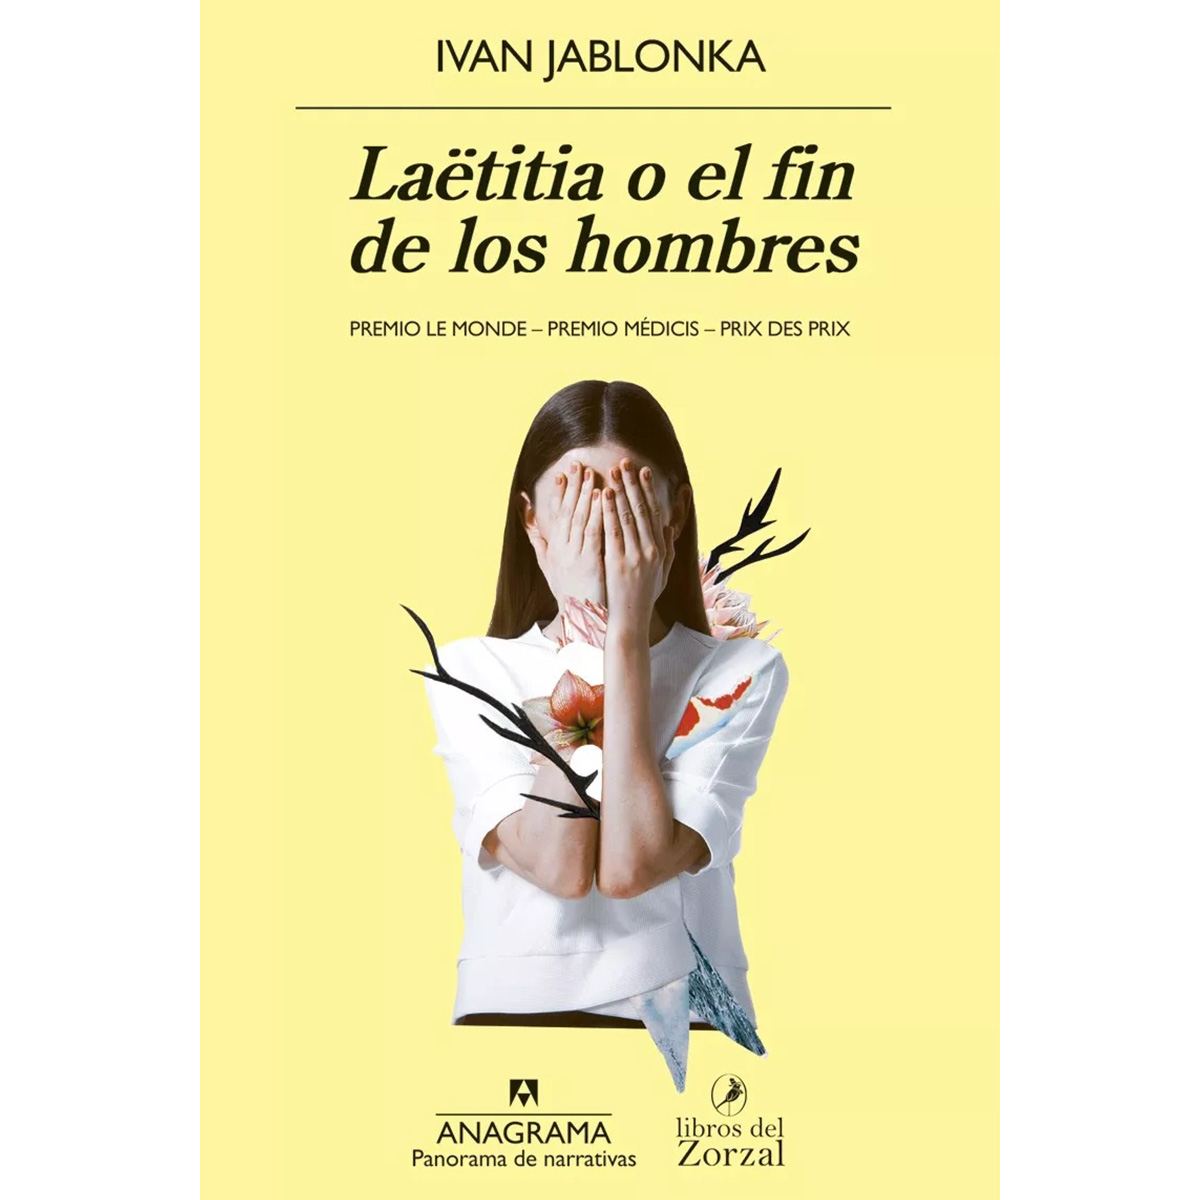 IVAN JABLONKA
Laëtitia o el fin
de los hombres
PREMIO LE MONDE – PREMIO MÉDICIS – PRIX DES PRIX
ANAGRAMA
Panorama de narrativas
libros del
Zorzal